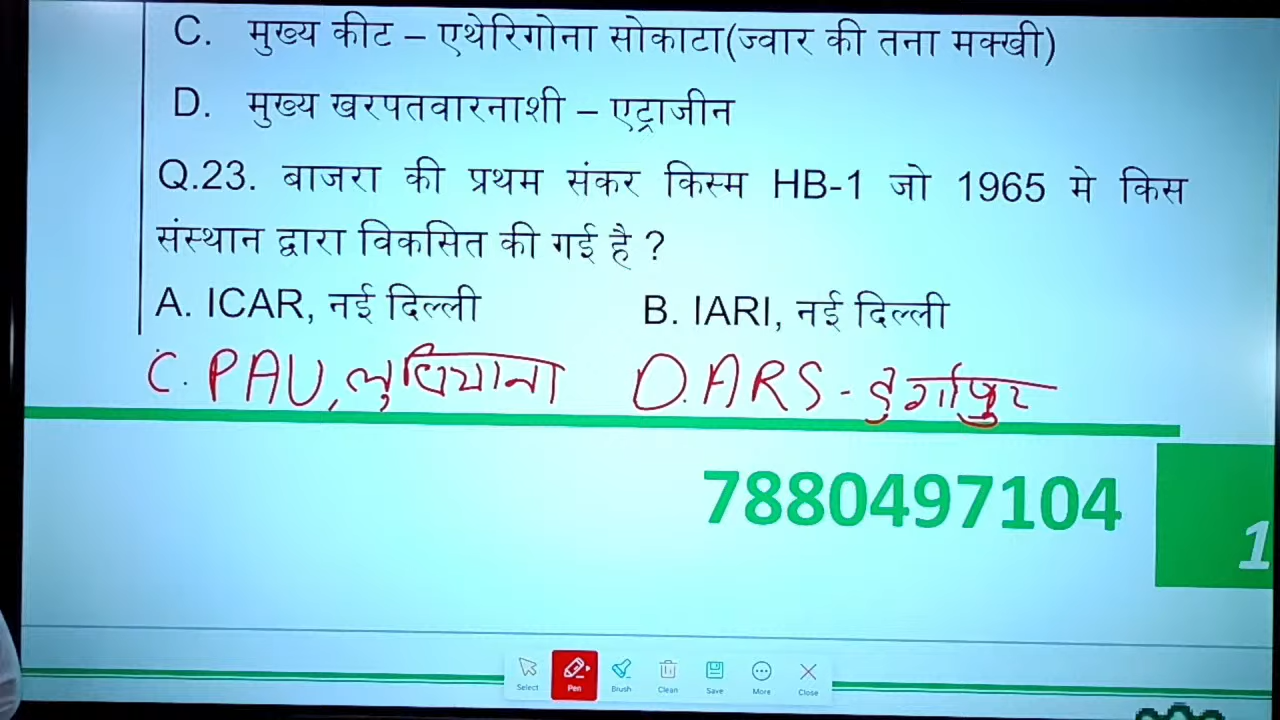 C. मुख्य कीट – एथेरिगोना सोकाटा(ज्वार की तना मक्खी)
D. मुख्य खरपतवारनाशी – एट्राजीन
Q.23. बाजरा की प्रथम संकर किस्म HB-1 जो 1965 मे किस
संस्थान द्वारा विकसित की गई है ?
A. ICAR, नई दिल्ली B. IARI, नई दिल्ली
C. PAU, लुधियाना D. ARS - दुर्गापुर
7880497104
1
Select Pen Brush Clean Save More Close